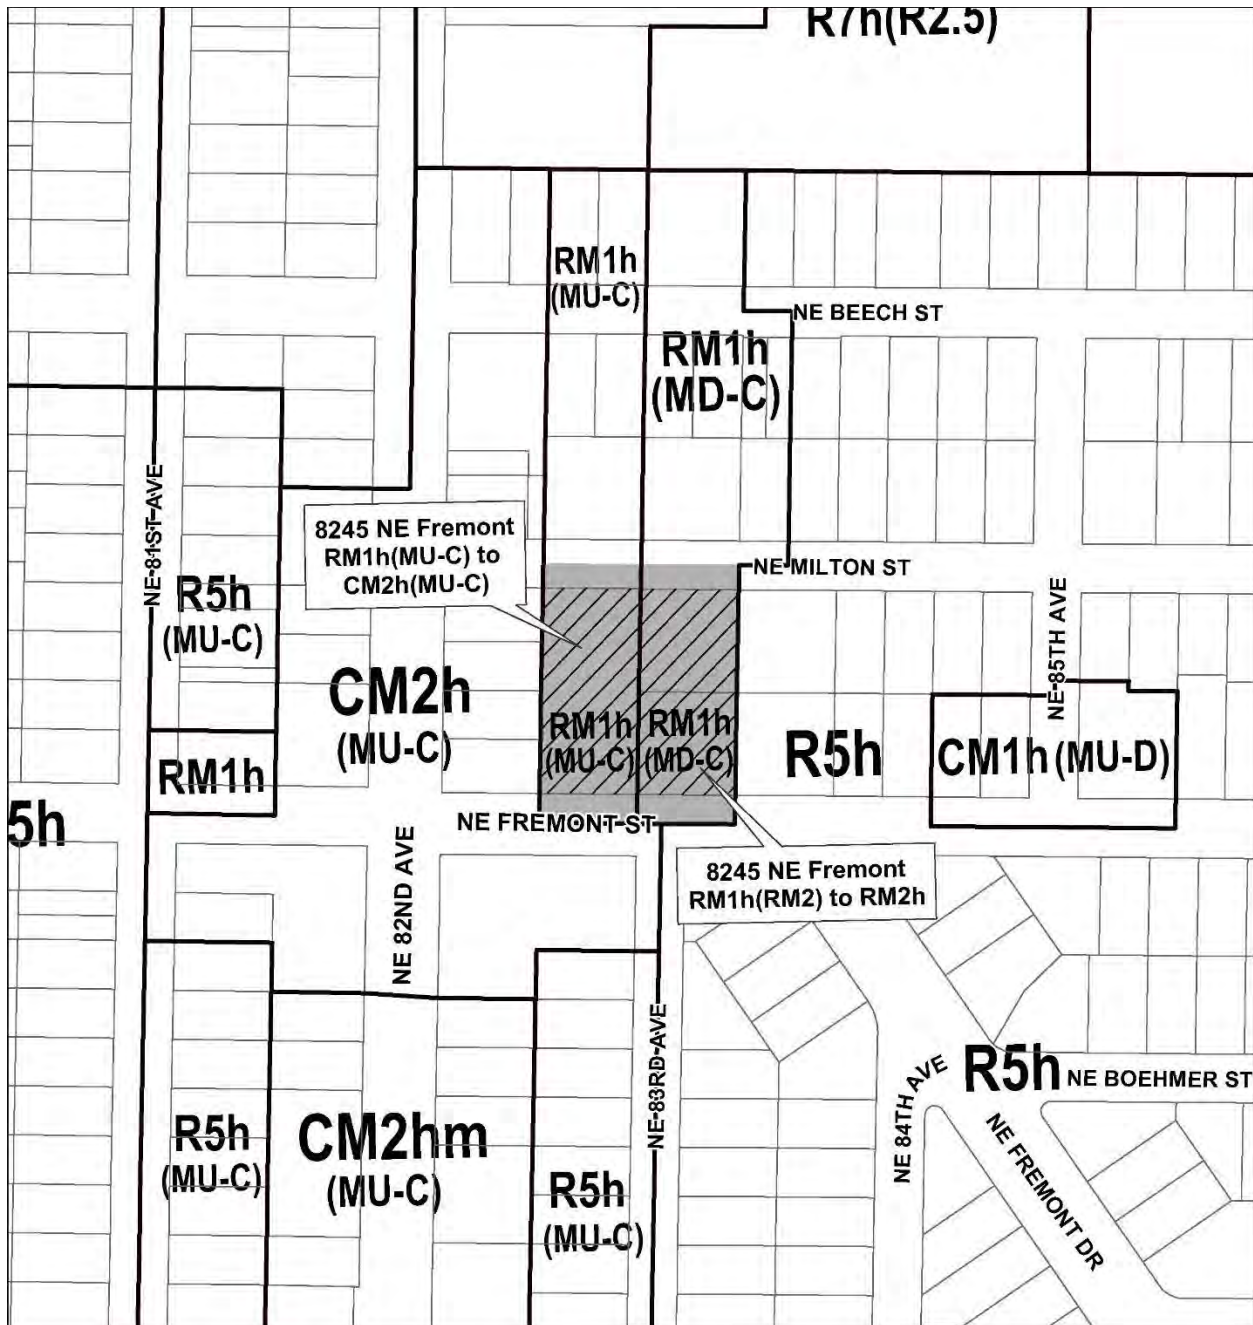 R7h(R2.5)
RM1h
(MU-C)
NE BEECH ST
RM1h
(MD-C)
NE 81ST AVE
8245 NE Fremont
RM1h(MU-C) to
CM2h(MU-C)
NE MILTON ST
R5h
(MU-C)
NE 85TH AVE
CM2h
(MU-C)
RM1h
(MU-C)
RM1h
(MD-C)
R5h
CM1h (MU-D)
RM1h
5h
NE FREMONT ST
NE 82ND AVE
8245 NE Fremont
RM1h(RM2) to RM2h
NE 83RD AVE
R5h
NE BOEHMER ST
NE 84TH AVE
NE FREMONT DR
R5h
(MU-C)
CM2hm
(MU-C)
R5h
(MU-C)